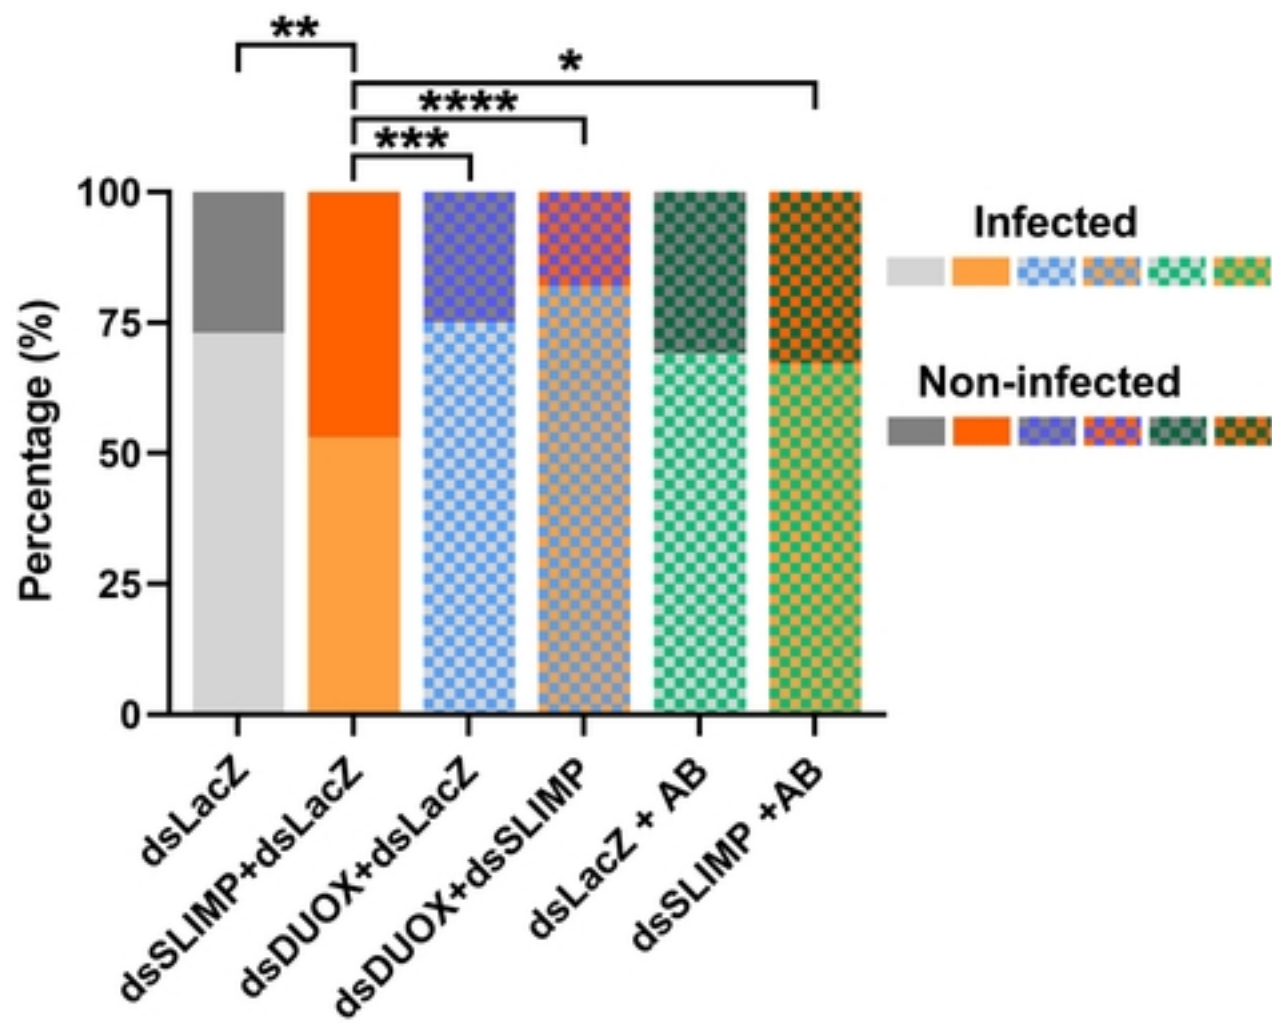 **
*
****
***
100
75
50
25
0
Percentage (%)
Infected
Non-infected
dsLacZ
dsSLIMP+dsLacZ
dsDUOX+dsLacZ
dsDUOX+dsSLIMP
dsLacZ + AB
dsSLIMP +AB